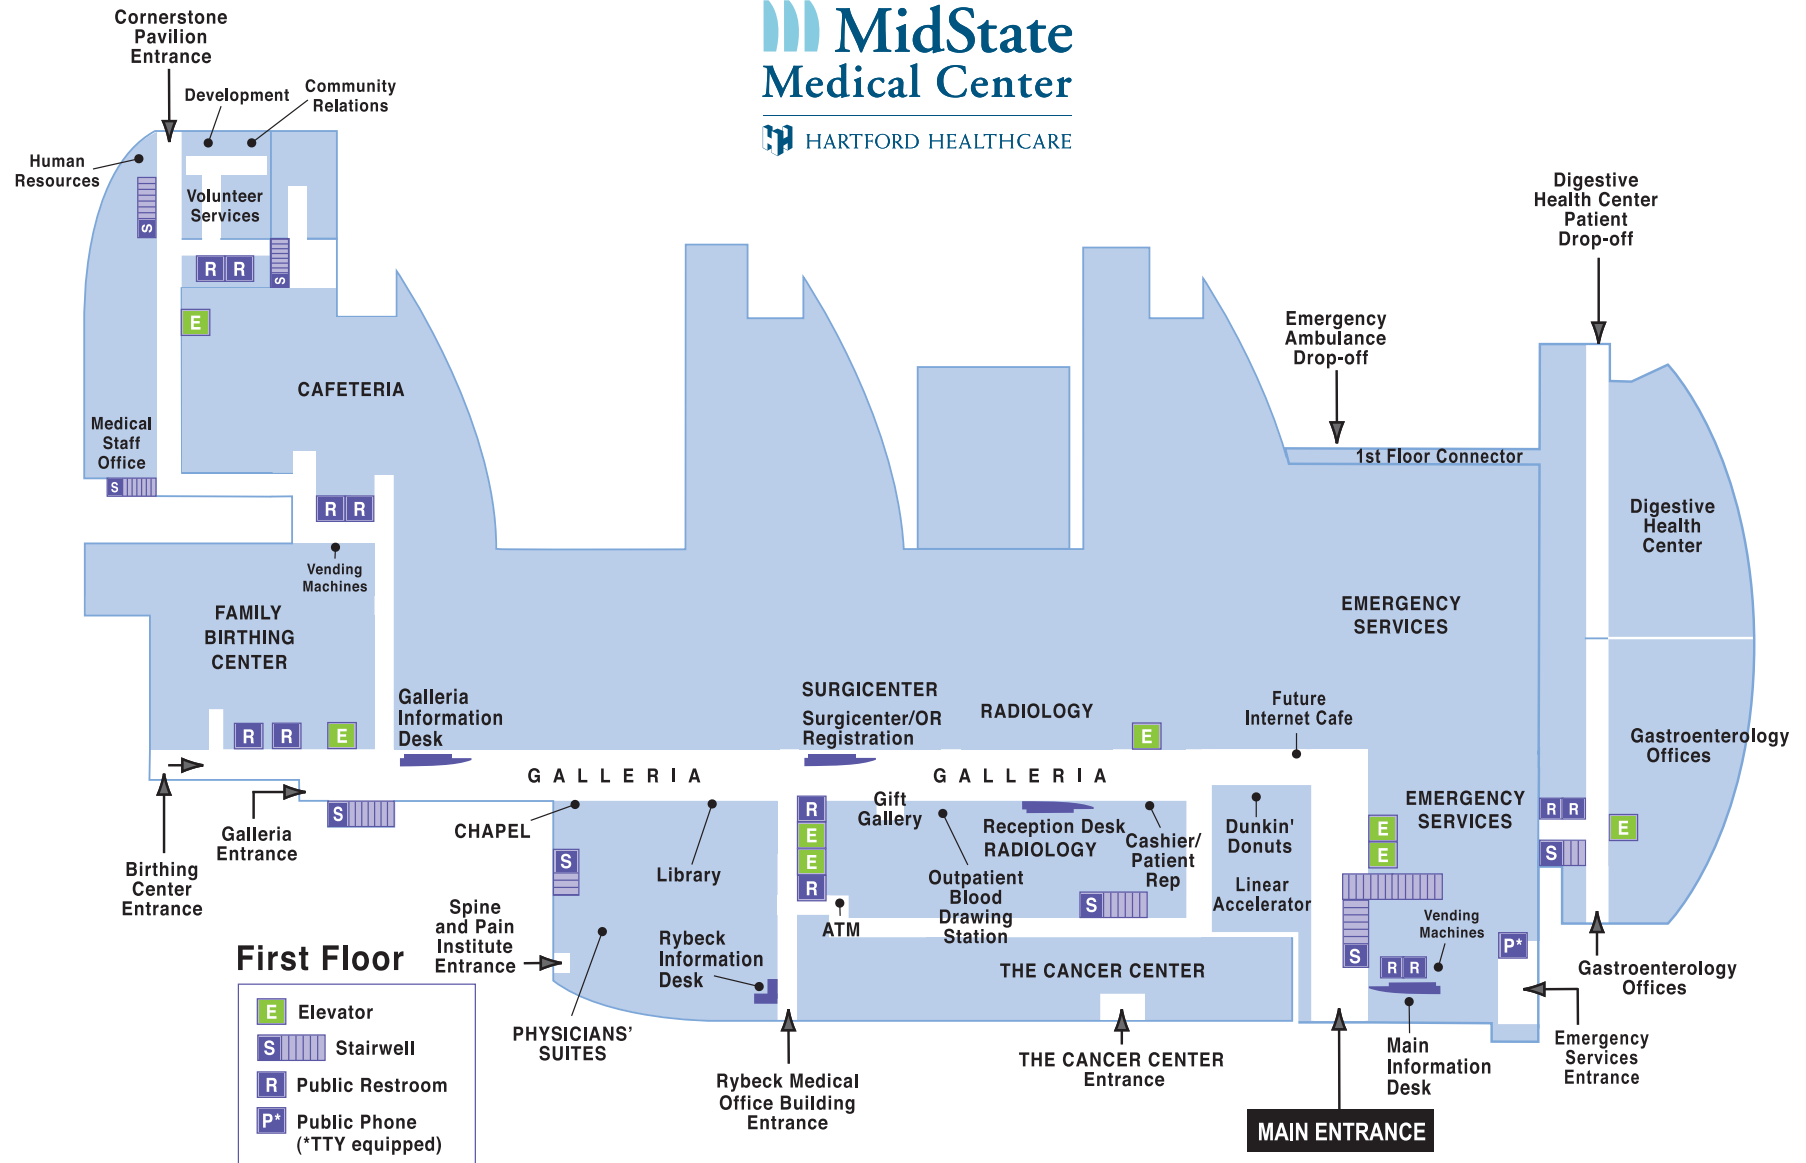 MidState
Medical Center
HARTFORD HEALTHCARE
Cornerstone
Pavilion
Entrance
Development
Community
Relations
Human
Resources
Volunteer
Services
S
S
R R
E
CAFETERIA
Medical
Staff
Office
S
R R
Vending
Machines
FAMILY
BIRTHING
CENTER
R R E
Galleria
Information
Desk
Digestive
Health Center
Patient
Drop-off
Emergency
Ambulance
Drop-off
1st Floor Connector
Digestive
Health
Center
EMERGENCY
SERVICES
SURGICENTER
Surgicenter/OR
Registration
RADIOLOGY
E
Future
Internet Cafe
Gastroenterology
Offices
GALLERIA
GALLERIA
Birthing
Center
Entrance
Galleria
Entrance
S
CHAPEL
S
Library
R
E
E
R
Gift
Gallery
ATM
Outpatient
Blood
Drawing
Station
Reception Desk
RADIOLOGY
Cashier/
Patient
Rep
S
Dunkin'
Donuts
Linear
Accelerator
EMERGENCY
SERVICES
E
E
S
R R
Vending
Machines
P*
R R
S
E
Spine
and Pain
Institute
Entrance
Rybeck
Information
Desk
THE CANCER CENTER
PHYSICIANS'
SUITES
Rybeck Medical
Office Building
Entrance
THE CANCER CENTER
Entrance
MAIN ENTRANCE
Main
Information
Desk
Emergency
Services
Entrance
Gastroenterology
Offices
First Floor
E Elevator
S Stairwell
R Public Restroom
P* Public Phone
(*TTY equipped)